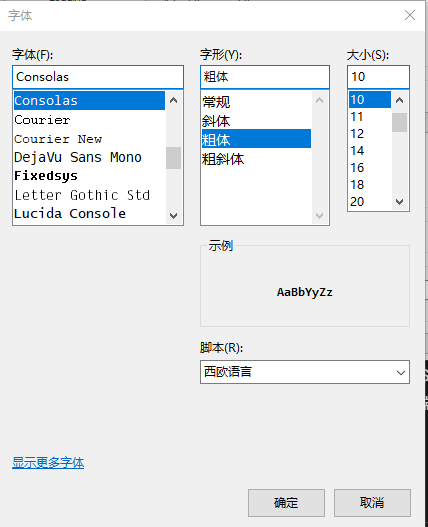 字体
字体(F):
Consolas
Consolas
Courier
Courier New
DejaVu Sans Mono
Fixedsys
Letter Gothic Std
Lucida Console
字形(Y):
粗体
常规
斜体
粗体
粗斜体
大小(S):
10
10
11
12
14
16
18
20
示例
AaBbYyZz
脚本(R):
西欧语言
显示更多字体
确定
取消